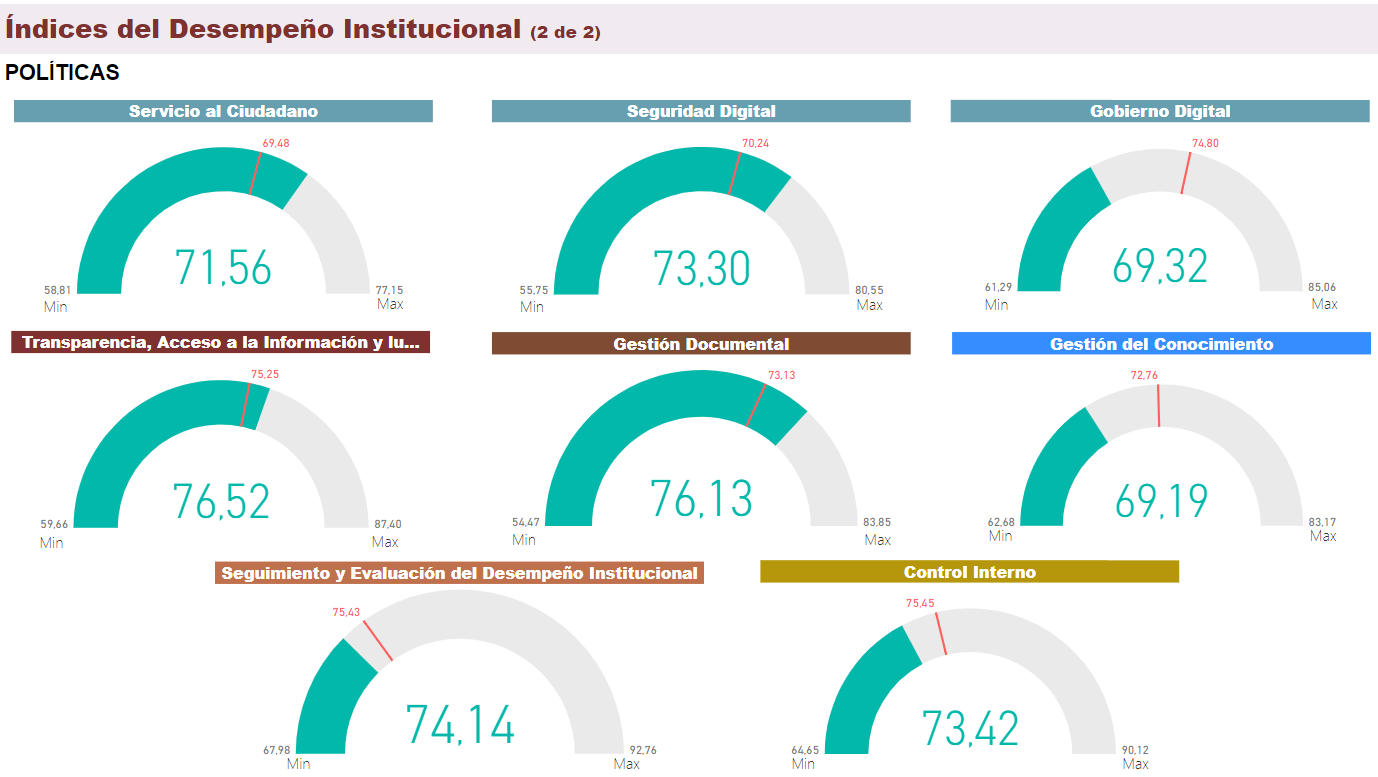 Índices del Desempeño Institucional (2 de 2)
POLÍTICAS
Servicio al Ciudadano
69,48
71,56
58,81
Min
77,15
Max
Seguridad Digital
70,24
73,30
55,75
Min
80,55
Max
Gobierno Digital
74,80
69,32
61,29
Min
85,06
Max
Transparencia, Acceso a la Información y lu...
75,25
76,52
59,66
Min
87,40
Max
Gestión Documental
73,13
76,13
54,47
Min
83,85
Max
Gestión del Conocimiento
72,76
69,19
62,68
Min
83,17
Max
Seguimiento y Evaluación del Desempeño Institucional
75,43
74,14
67,98
Min
92,76
Max
Control Interno
75,45
73,42
64,65
Min
90,12
Max